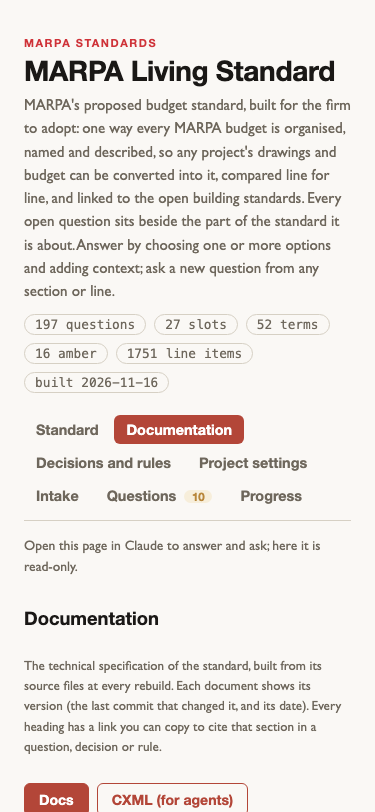 MARPA STANDARDS
MARPA Living Standard
MARPA's proposed budget standard, built for the firm
to adopt: one way every MARPA budget is organised,
named and described, so any project's drawings and
budget can be converted into it, compared line for
line, and linked to the open building standards. Every
open question sits beside the part of the standard it
is about. Answer by choosing one or more options
and adding context; ask a new question from any
section or line.
197 questions 27 slots 52 terms
16 amber 1751 line items
built 2026-11-16
Standard Documentation
Decisions and rules Project settings
Intake Questions 10 Progress
Open this page in Claude to answer and ask; here it is
read-only.
Documentation
The technical specification of the standard, built from its
source files at every rebuild. Each document shows its
version (the last commit that changed it, and its date). Every
heading has a link you can copy to cite that section in a
question, decision or rule.
Docs CXML (for agents)